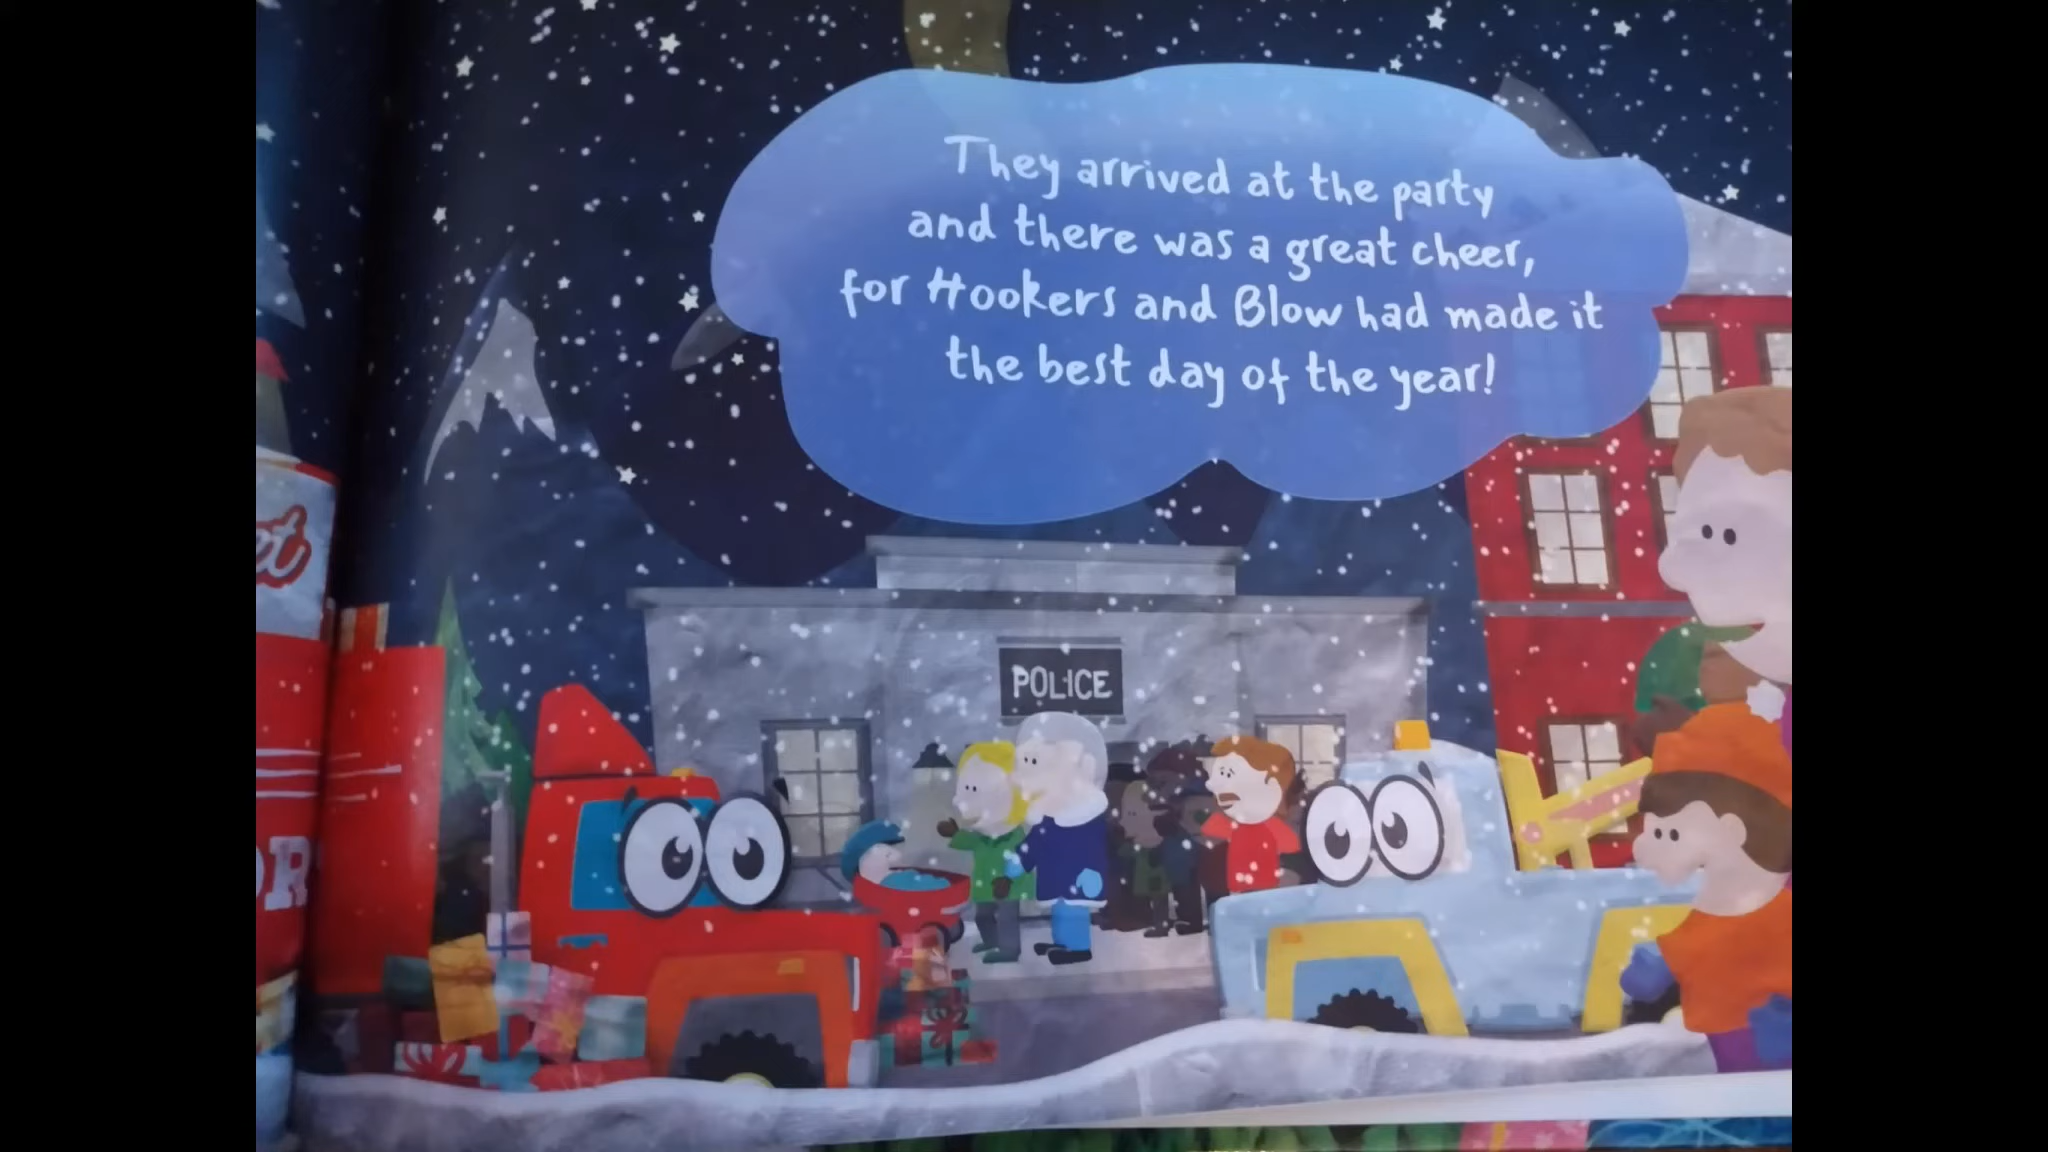 They arrived at the party
and there was a great cheer,
for Hookers and Blow had made it
the best day of the year!
POLICE